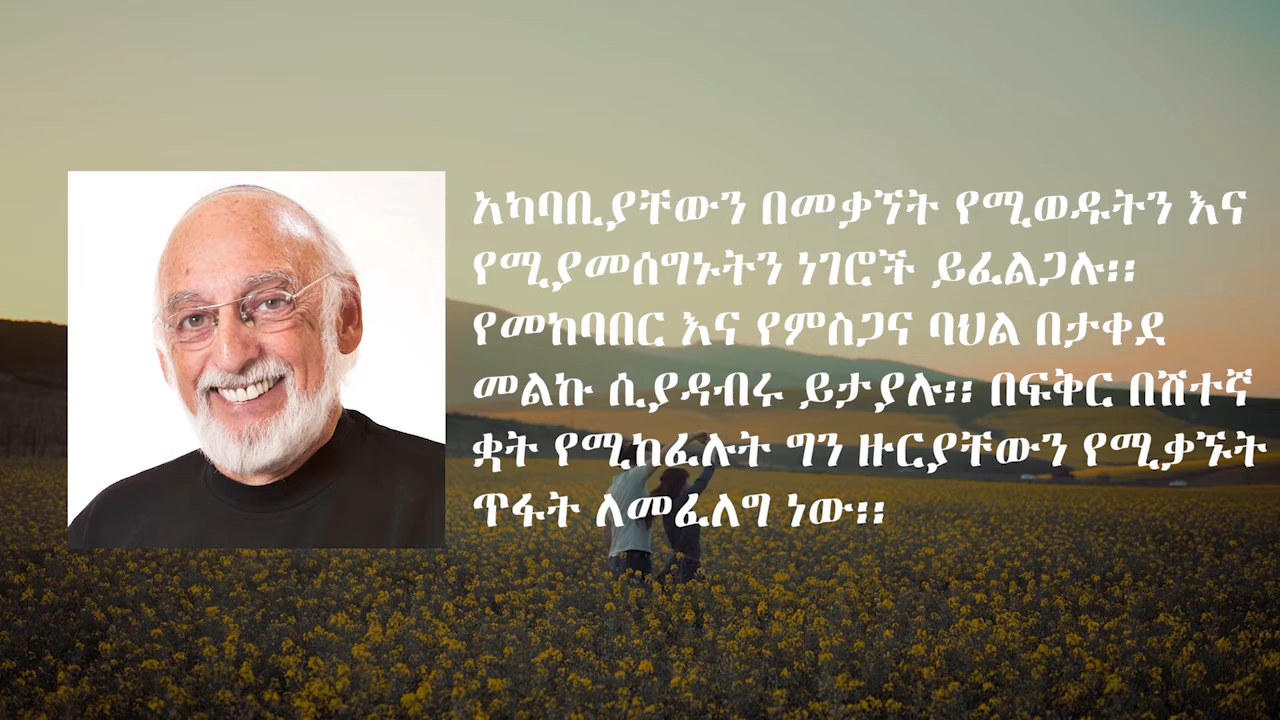 አካባቢያቸውን በመቃኘት የሚወዱትን እና
የሚያመሰግኑትን ነገሮች ይፈልጋሉ፡፡
የመከባበር እና የምስጋና ባህል በታቀደ
መልኩ ሲያዳብሩ ይታያሉ፡፡ በፍቅር በሽተኛ
ቋት የሚከፈሉት ግን ዙርያቸውን የሚቃኙት
ጥፋት ለመፈለግ ነው፡፡